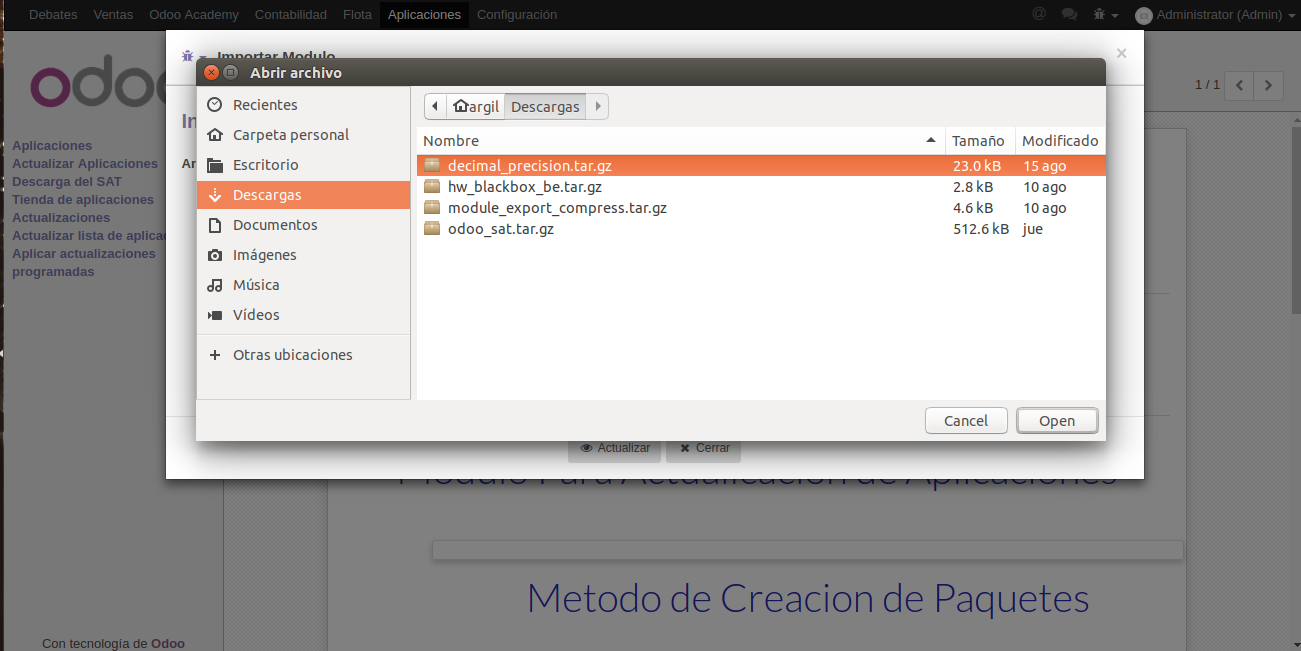 Debates Ventas Odoo Academy Contabilidad Flota Aplicaciones Configuración @ Administrator (Admin)
Importar Modulo ×
Abrir archivo
odoo
1 / 1
Aplicaciones
Actualizar Aplicaciones
Descarga del SAT
Tienda de aplicaciones
Actualizaciones
Actualizar lista de aplicac
Aplicar actualizaciones
programadas
Con tecnología de Odoo
In
Ar
Recientes
Carpeta personal
Escritorio
Descargas
Documentos
Imágenes
Música
Vídeos
+ Otras ubicaciones
argil Descargas
Nombre Tamaño Modificado
decimal_precision.tar.gz 23.0 kB 15 ago
hw_blackbox_be.tar.gz 2.8 kB 10 ago
module_export_compress.tar.gz 4.6 kB 10 ago
odoo_sat.tar.gz 512.6 kB jue
Cancel Open
Actualizar Cerrar
Modulo Para Actualizacion de Aplicaciones
Metodo de Creacion de Paquetes